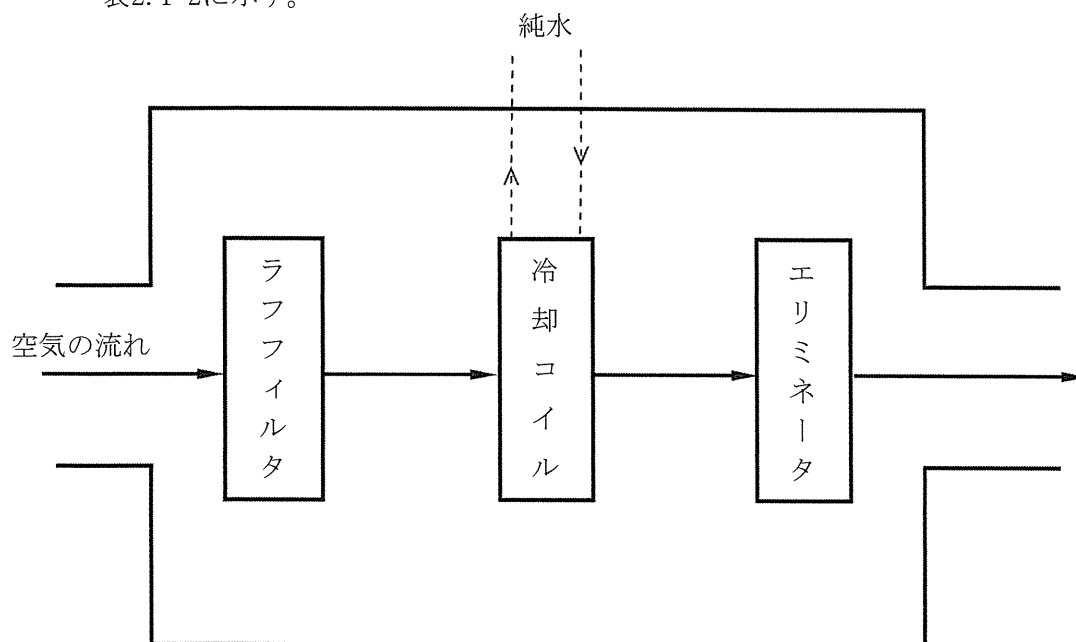 表2.1-2に示す。
純水
空気の流れ
ラフフィルタ
冷却コイル
エリミネータ